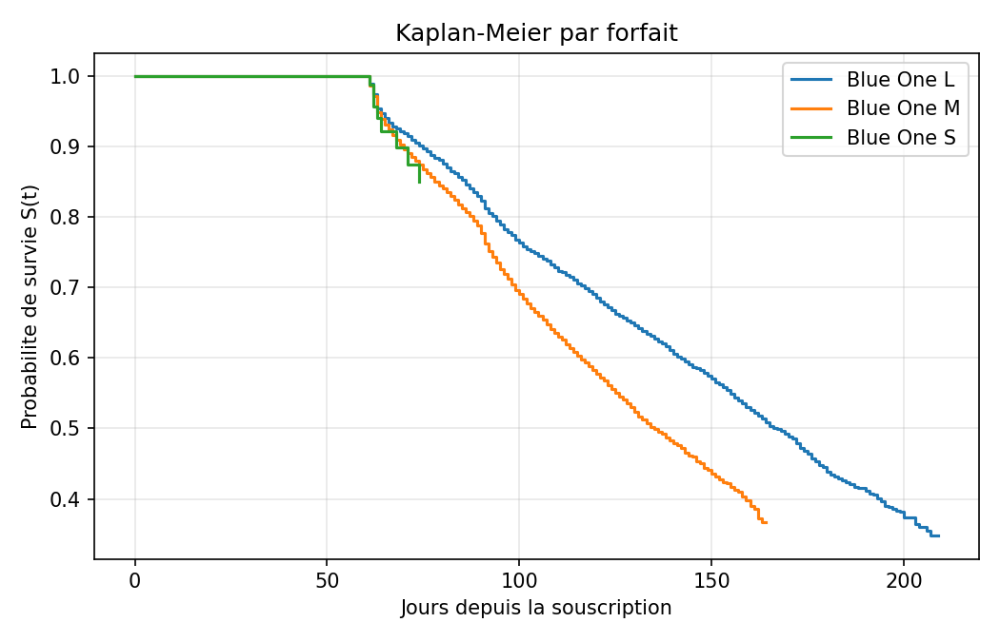 Kaplan-Meier par forfait
Blue One L
Blue One M
Blue One S
Probabilite de survie S(t)
1.0
0.9
0.8
0.7
0.6
0.5
0.4
0
50
100
150
200
Jours depuis la souscription